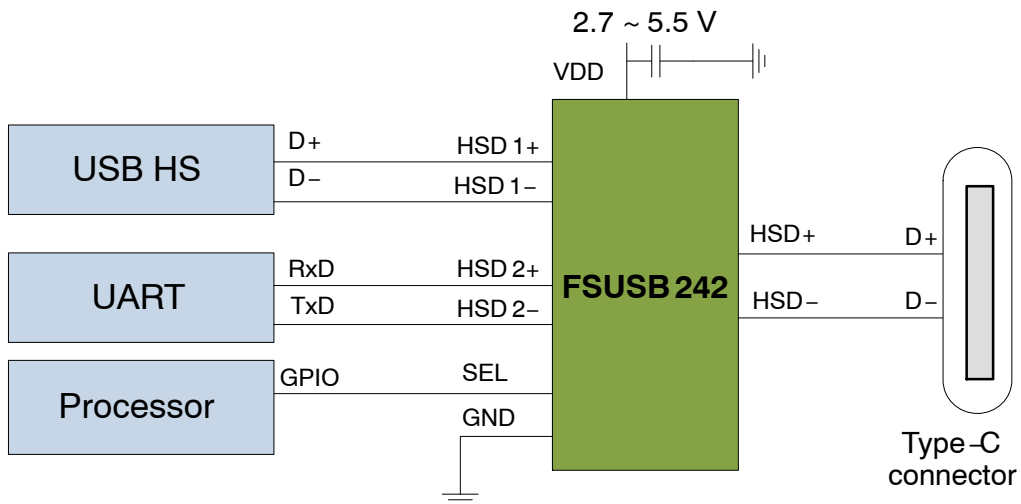 2.7 ~ 5.5 V
VDD
USB HS
D+
HSD 1+
D−
HSD 1−
UART
RxD
HSD 2+
TxD
HSD 2−
FSUSB 242
HSD+
D+
HSD−
D−
Processor
GPIO
SEL
GND
Type−C
connector